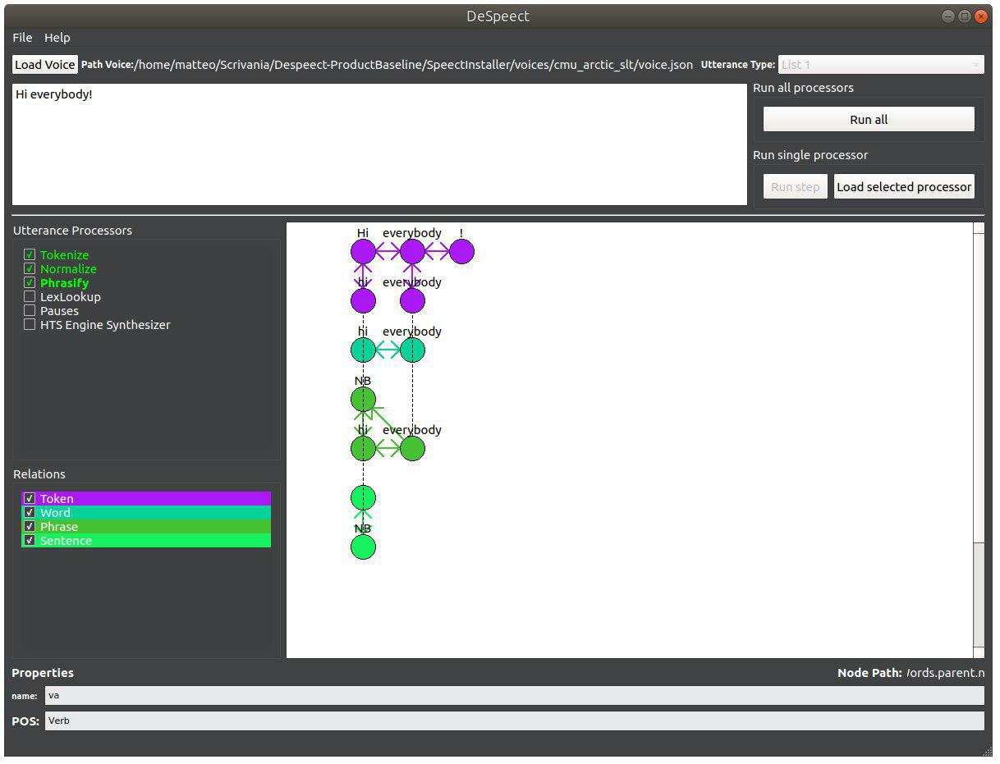 DeSpeect
File Help
Load Voice Path Voice:/home/matteo/Scrivania/Despeect-ProductBaseline/SpeectInstaller/voices/cmu_arctic_slt/voice.json Utterance Type: List 1
Hi everybody!
Run all processors
Run all
Run single processor
Run step Load selected processor
Utterance Processors
Tokenize
Normalize
Phrasify
LexLookup
Pauses
HTS Engine Synthesizer
Relations
Token
Word
Phrase
Sentence
Hi everybody !
hi everybody
hi everybody
NB
hi everybody
NB
Properties Node Path: /ords.parent.n
name: va
POS: Verb